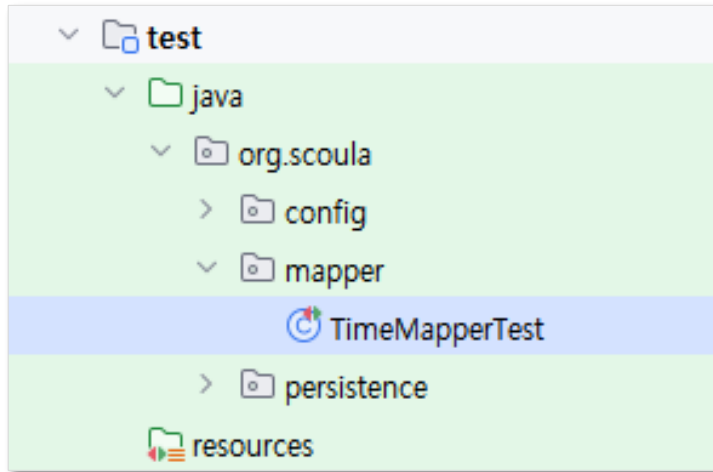 test
java
org.scoula
config
mapper
TimeMapperTest
persistence
resources